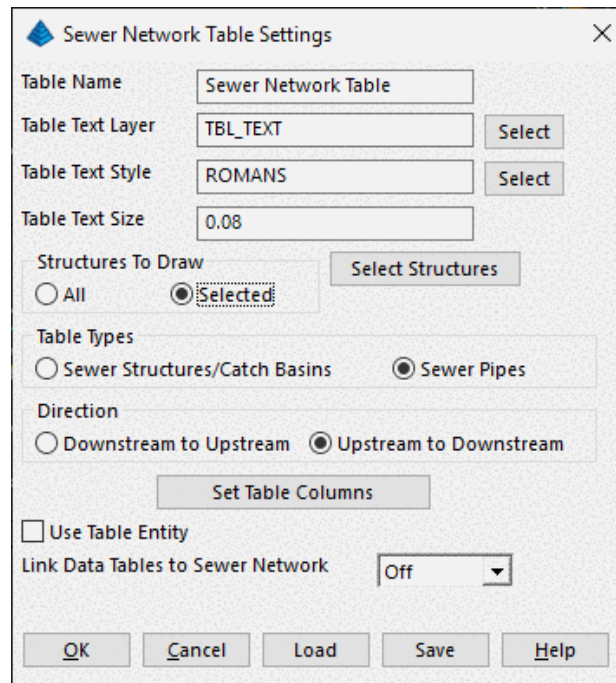 Sewer Network Table Settings
Table Name Sewer Network Table
Table Text Layer TBL_TEXT Select
Table Text Style ROMANS Select
Table Text Size 0.08
Structures To Draw Select Structures
All Selected
Table Types
Sewer Structures/Catch Basins Sewer Pipes
Direction
Downstream to Upstream Upstream to Downstream
Set Table Columns
Use Table Entity
Link Data Tables to Sewer Network Off
OK Cancel Load Save Help